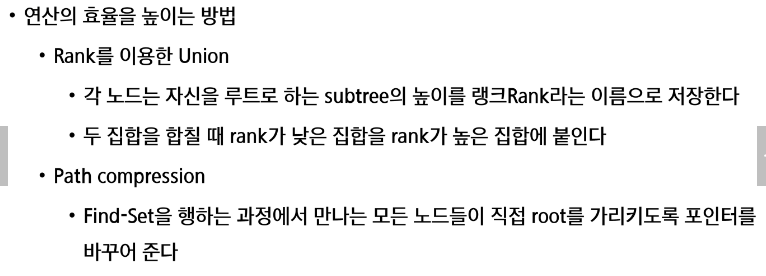 • 연산의 효율을 높이는 방법
• Rank를 이용한 Union
• 각 노드는 자신을 루트로 하는 subtree의 높이를 랭크Rank라는 이름으로 저장한다
• 두 집합을 합칠 때 rank가 낮은 집합을 rank가 높은 집합에 붙인다
• Path compression
• Find-Set을 행하는 과정에서 만나는 모든 노드들이 직접 root를 가리키도록 포인터를
바꾸어 준다